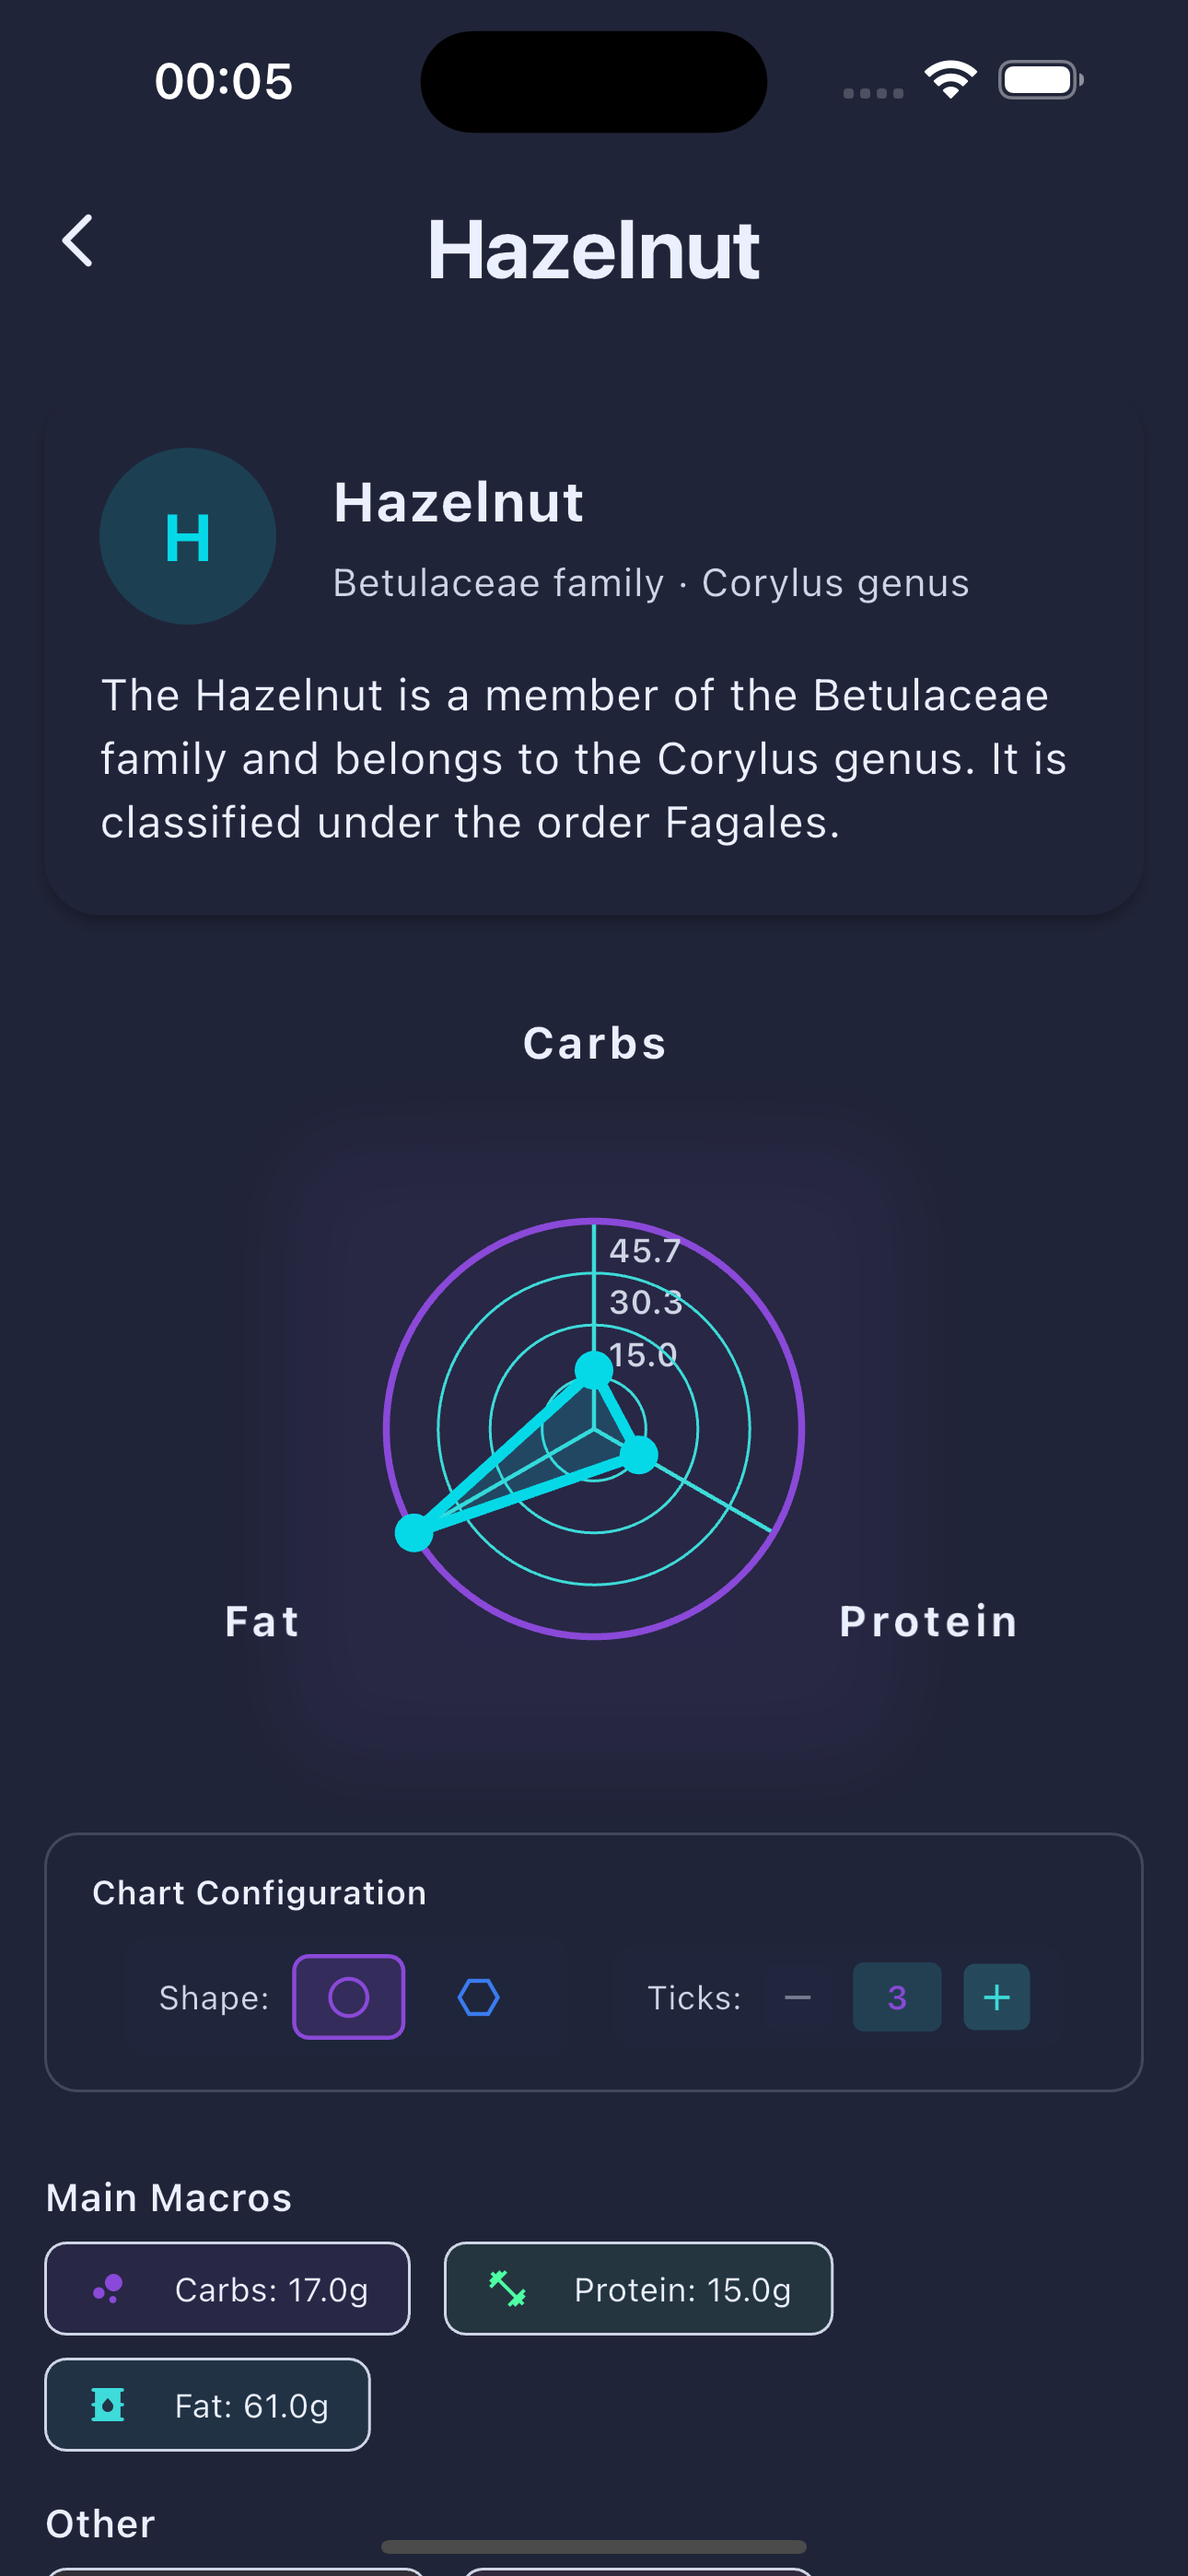 00:05
Hazelnut
H
Hazelnut
Betulaceae family · Corylus genus
The Hazelnut is a member of the Betulaceae
family and belongs to the Corylus genus. It is
classified under the order Fagales.
Carbs
45.7
30.3
15.0
Fat
Protein
Chart Configuration
Shape:
Ticks:
3
Main Macros
Carbs: 17.0g
Protein: 15.0g
Fat: 61.0g
Other